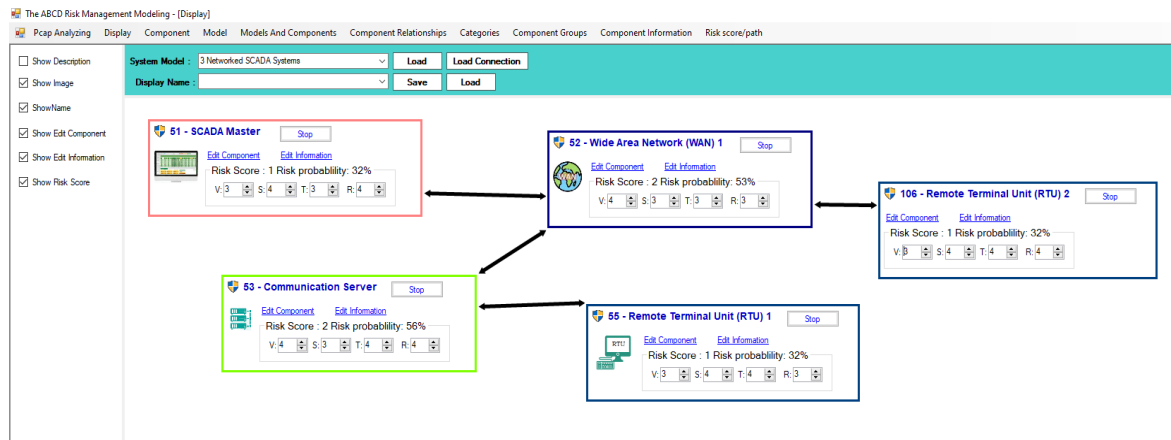 The ABCD Risk Management Modeling - [Display]
Pcap Analyzing Display Component Model Models And Components Component Relationships Categories Component Groups Component Information Risk score/path
Show Description
Show Image
ShowName
Show Edit Component
Show Edit Information
Show Risk Score
System Model : 3 Networked SCADA Systems Load Load Connection
Display Name : Save Load
51 - SCADA Master Stop
Edit Component Edit Information
Risk Score : 1 Risk probablility: 32%
V: 3 S: 4 T: 3 R: 4
52 - Wide Area Network (WAN) 1 Stop
Edit Component Edit Information
Risk Score : 2 Risk probablility: 53%
V: 4 S: 3 T: 3 R: 3
106 - Remote Terminal Unit (RTU) 2 Stop
Edit Component Edit Information
Risk Score : 1 Risk probablility: 32%
V: 3 S: 4 T: 4 R: 4
53 - Communication Server Stop
Edit Component Edit Information
Risk Score : 2 Risk probablility: 56%
V: 4 S: 3 T: 4 R: 4
55 - Remote Terminal Unit (RTU) 1 Stop
RTU
Edit Component Edit Information
Risk Score : 1 Risk probablility: 32%
V: 3 S: 4 T: 4 R: 3